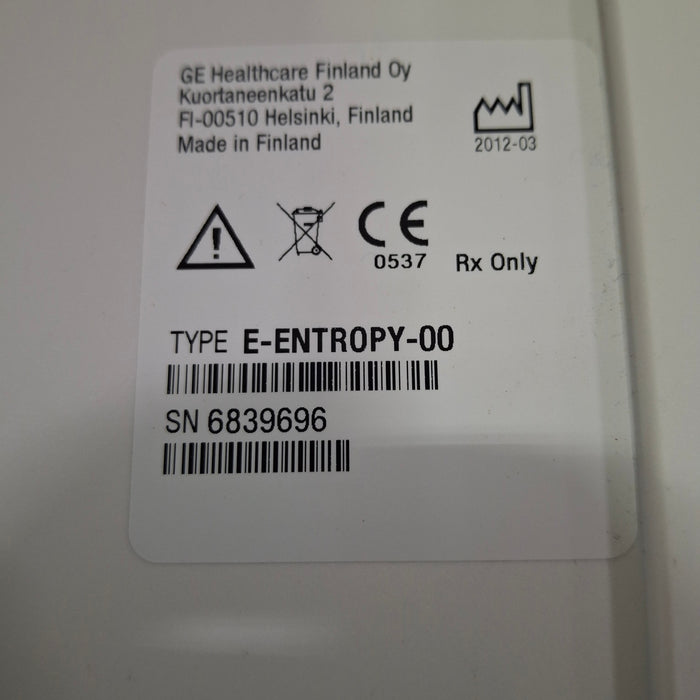 GE Healthcare Finland Oy
Kuortaneenkatu 2
FI-00510 Helsinki, Finland
Made in Finland
2012-03
CE
0537 Rx Only
TYPE E-ENTROPY-00
SN 6839696